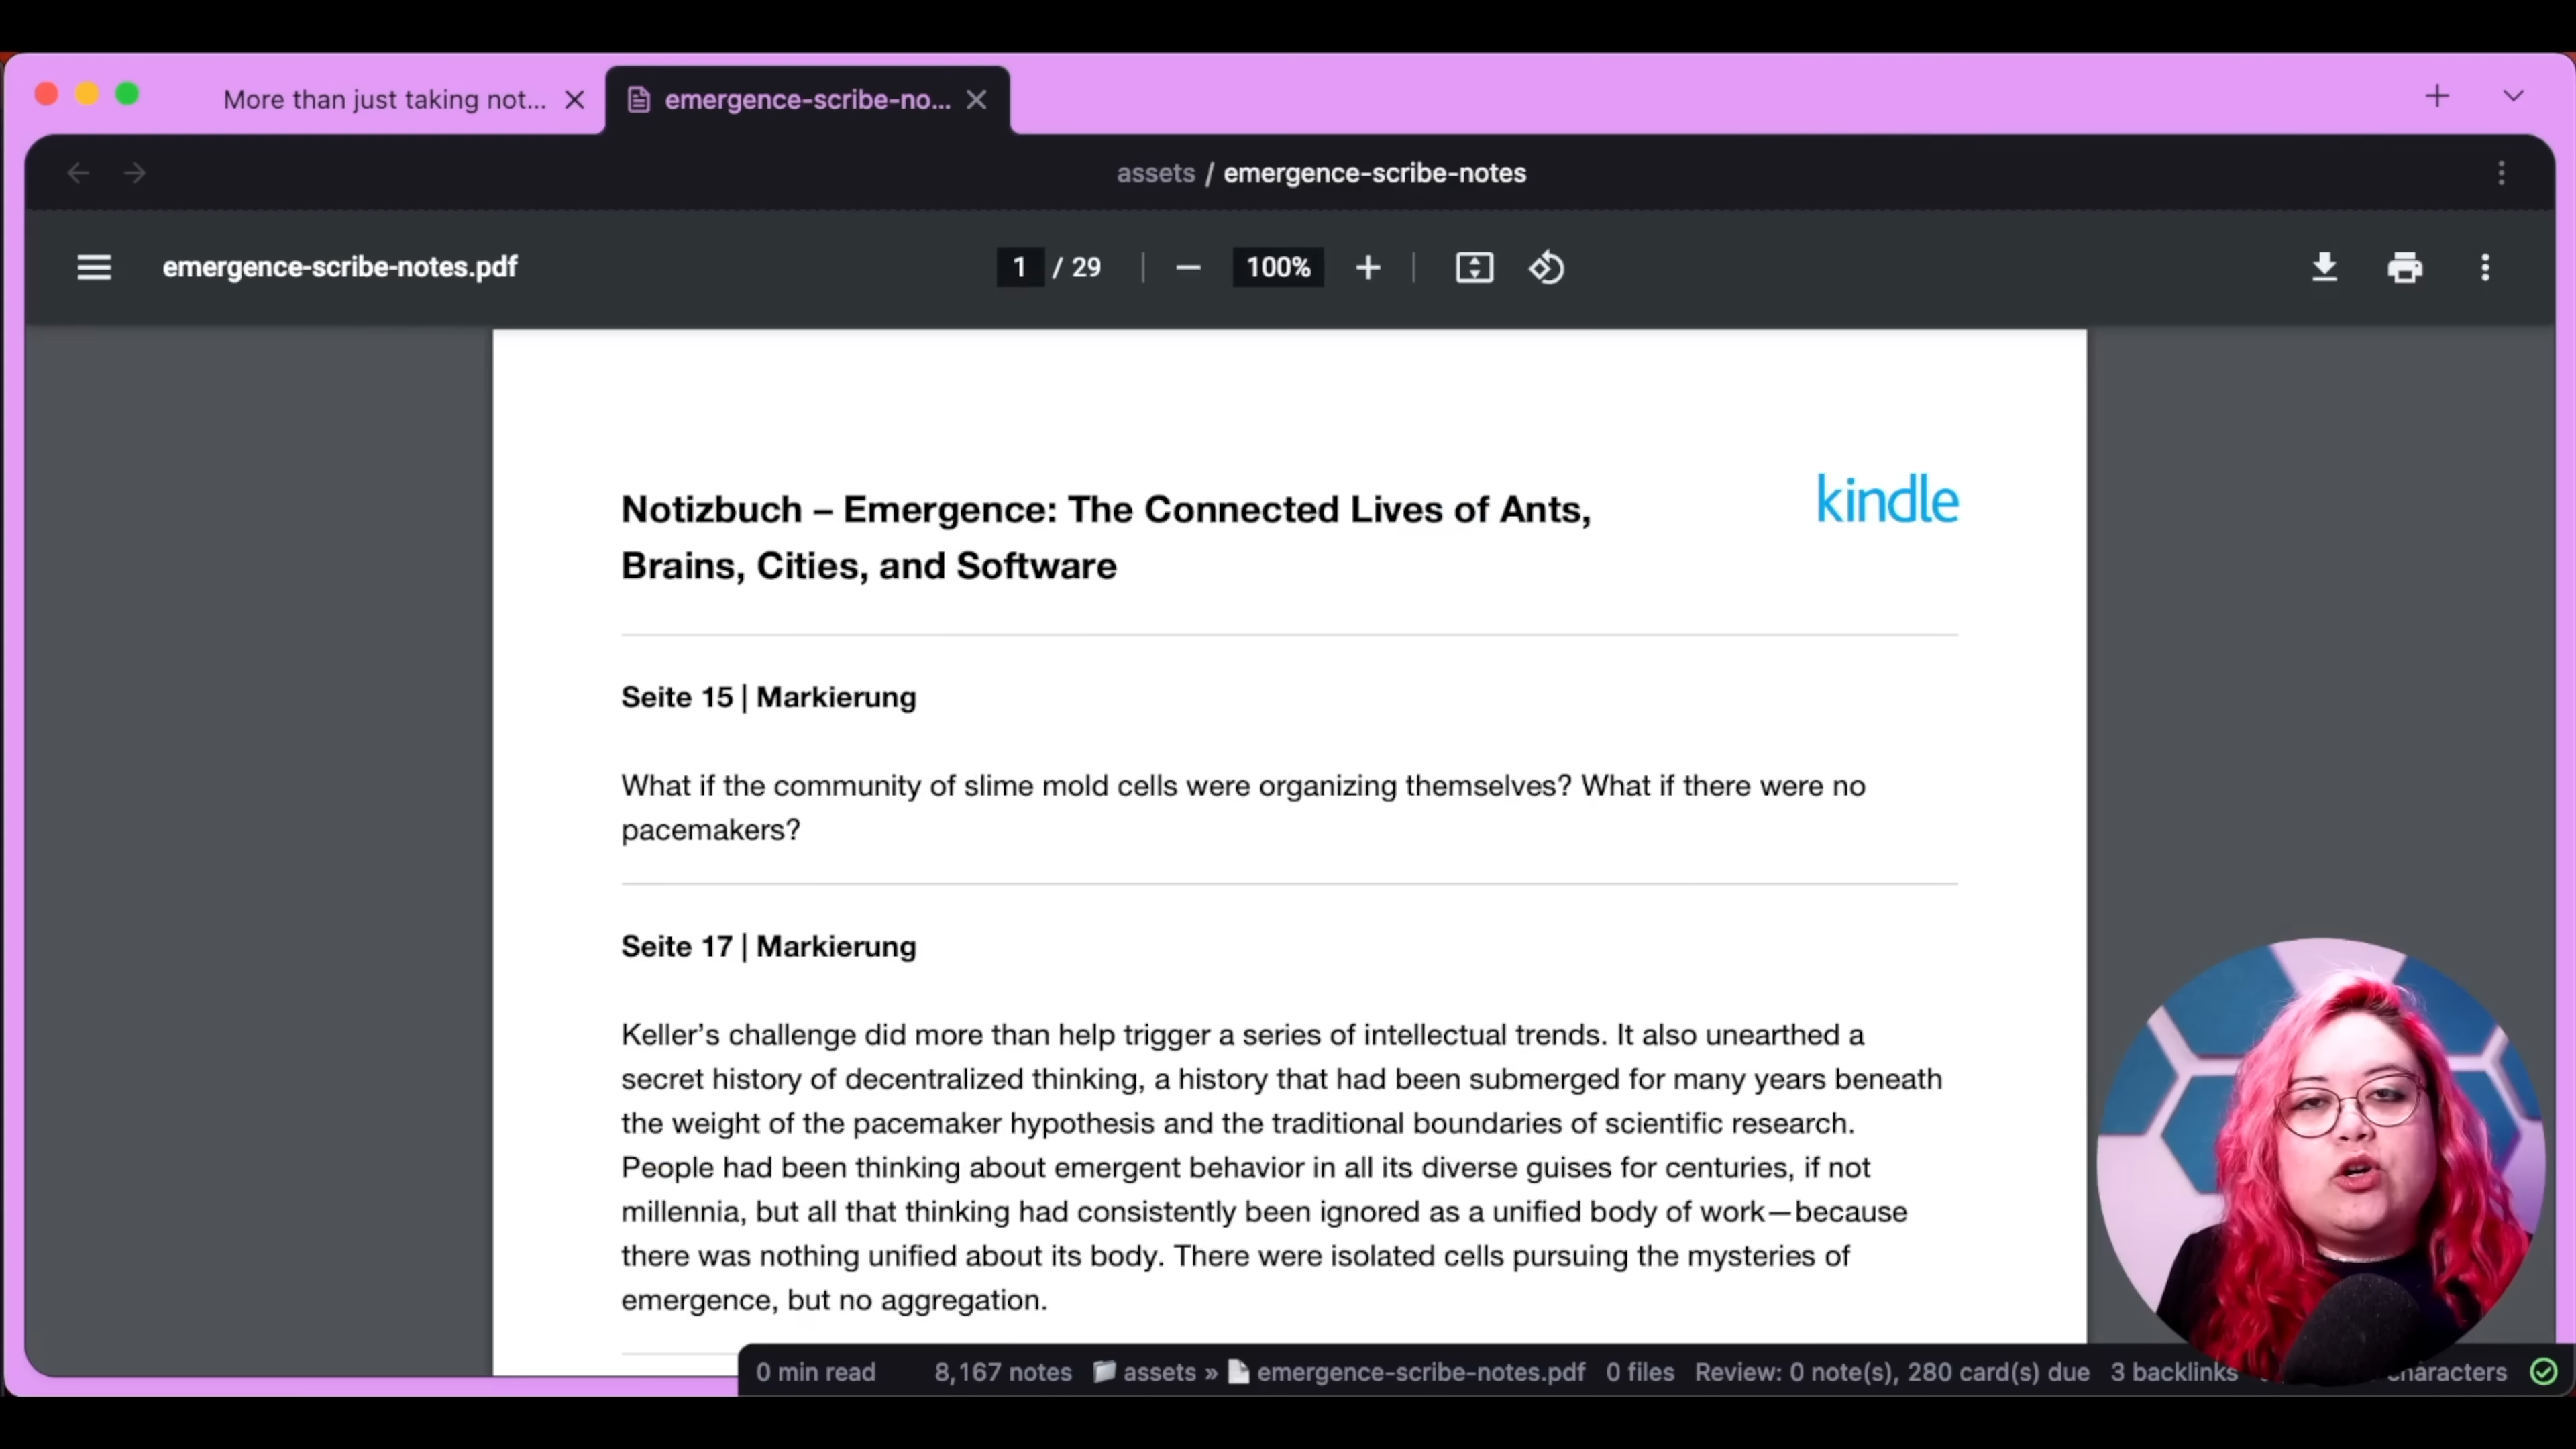 More than just taking not...
emergence-scribe-no...
assets / emergence-scribe-notes
emergence-scribe-notes.pdf
1 / 29
100%
kindle
Notizbuch – Emergence: The Connected Lives of Ants,
Brains, Cities, and Software
Seite 15 | Markierung
What if the community of slime mold cells were organizing themselves? What if there were no
pacemakers?
Seite 17 | Markierung
Keller’s challenge did more than help trigger a series of intellectual trends. It also unearthed a
secret history of decentralized thinking, a history that had been submerged for many years beneath
the weight of the pacemaker hypothesis and the traditional boundaries of scientific research.
People had been thinking about emergent behavior in all its diverse guises for centuries, if not
millennia, but all that thinking had consistently been ignored as a unified body of work—because
there was nothing unified about its body. There were isolated cells pursuing the mysteries of
emergence, but no aggregation.
0 min read 8,167 notes assets » emergence-scribe-notes.pdf 0 files Review: 0 note(s), 280 card(s) due 3 backlinks characters